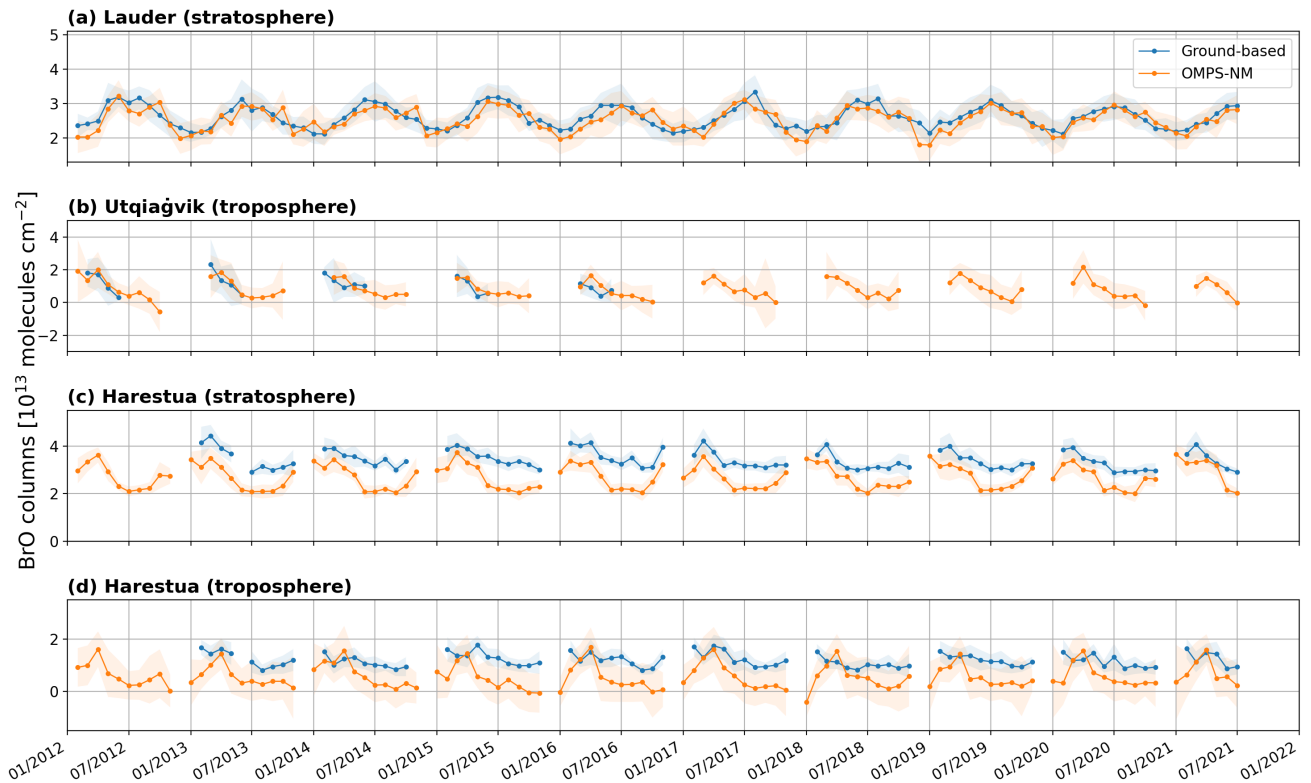 (a) Lauder (stratosphere)
5
4
3
2
Ground-based
OMPS-NM
(b) Utqiaġvik (troposphere)
4
2
0
−2
(c) Harestua (stratosphere)
4
2
0
(d) Harestua (troposphere)
2
0
BrO columns [10¹³ molecules cm⁻²]
01/2012 07/2012 01/2013 07/2013 01/2014 07/2014 01/2015 07/2015 01/2016 07/2016 01/2017 07/2017 01/2018 07/2018 01/2019 07/2019 01/2020 07/2020 01/2021 07/2021 01/2022